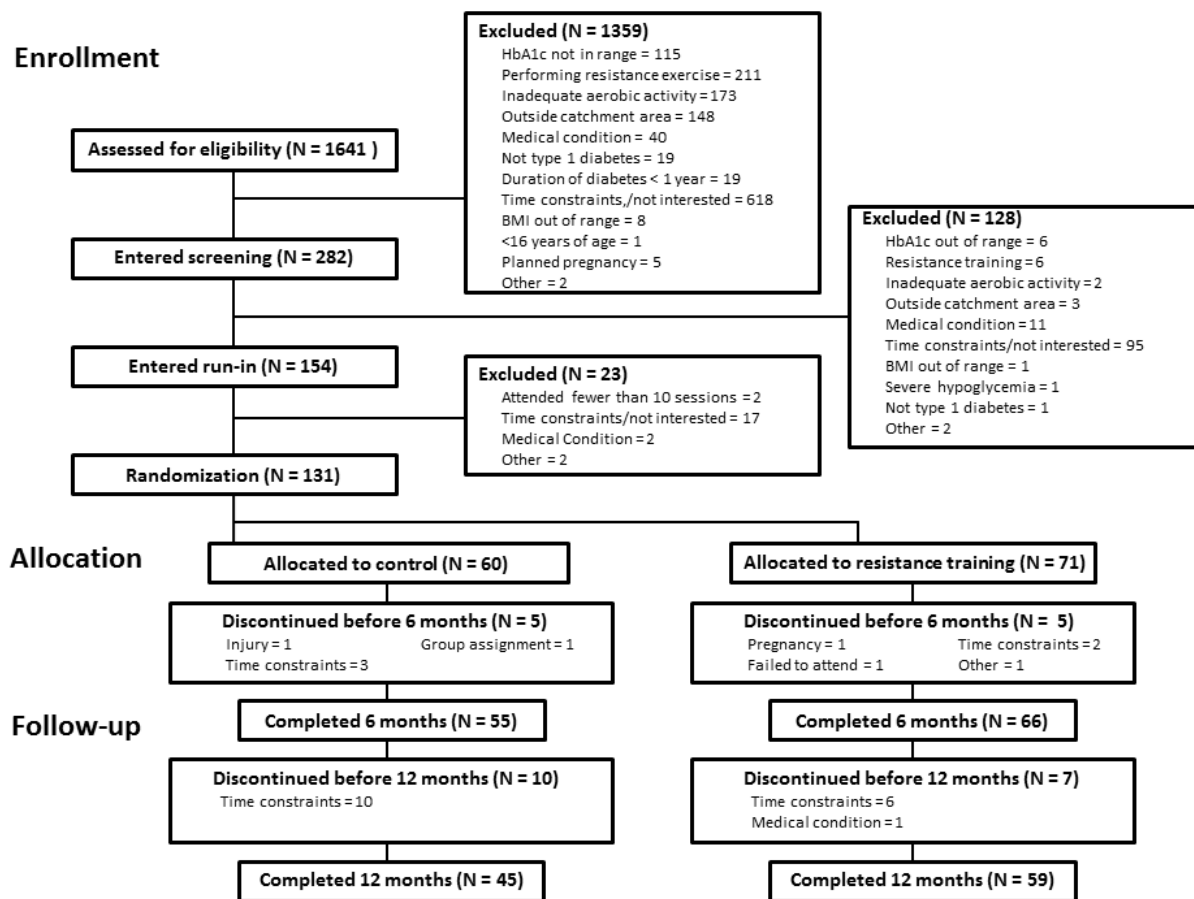 Enrollment
Assessed for eligibility (N = 1641 )
Excluded (N = 1359)
HbA1c not in range = 115
Performing resistance exercise = 211
Inadequate aerobic activity = 173
Outside catchment area = 148
Medical condition = 40
Not type 1 diabetes = 19
Duration of diabetes < 1 year = 19
Time constraints,/not interested = 618
BMI out of range = 8
<16 years of age = 1
Planned pregnancy = 5
Other = 2
Entered screening (N = 282)
Excluded (N = 128)
HbA1c out of range = 6
Resistance training = 6
Inadequate aerobic activity = 2
Outside catchment area = 3
Medical condition = 11
Time constraints/not interested = 95
BMI out of range = 1
Severe hypoglycemia = 1
Not type 1 diabetes = 1
Other = 2
Entered run-in (N = 154)
Excluded (N = 23)
Attended fewer than 10 sessions = 2
Time constraints/not interested = 17
Medical Condition = 2
Other = 2
Randomization (N = 131)
Allocation
Allocated to control (N = 60)
Allocated to resistance training (N = 71)
Discontinued before 6 months (N = 5)
Injury = 1 Group assignment = 1
Time constraints = 3
Discontinued before 6 months (N = 5)
Pregnancy = 1 Time constraints = 2
Failed to attend = 1 Other = 1
Follow-up
Completed 6 months (N = 55)
Completed 6 months (N = 66)
Discontinued before 12 months (N = 10)
Time constraints = 10
Discontinued before 12 months (N = 7)
Time constraints = 6
Medical condition = 1
Completed 12 months (N = 45)
Completed 12 months (N = 59)